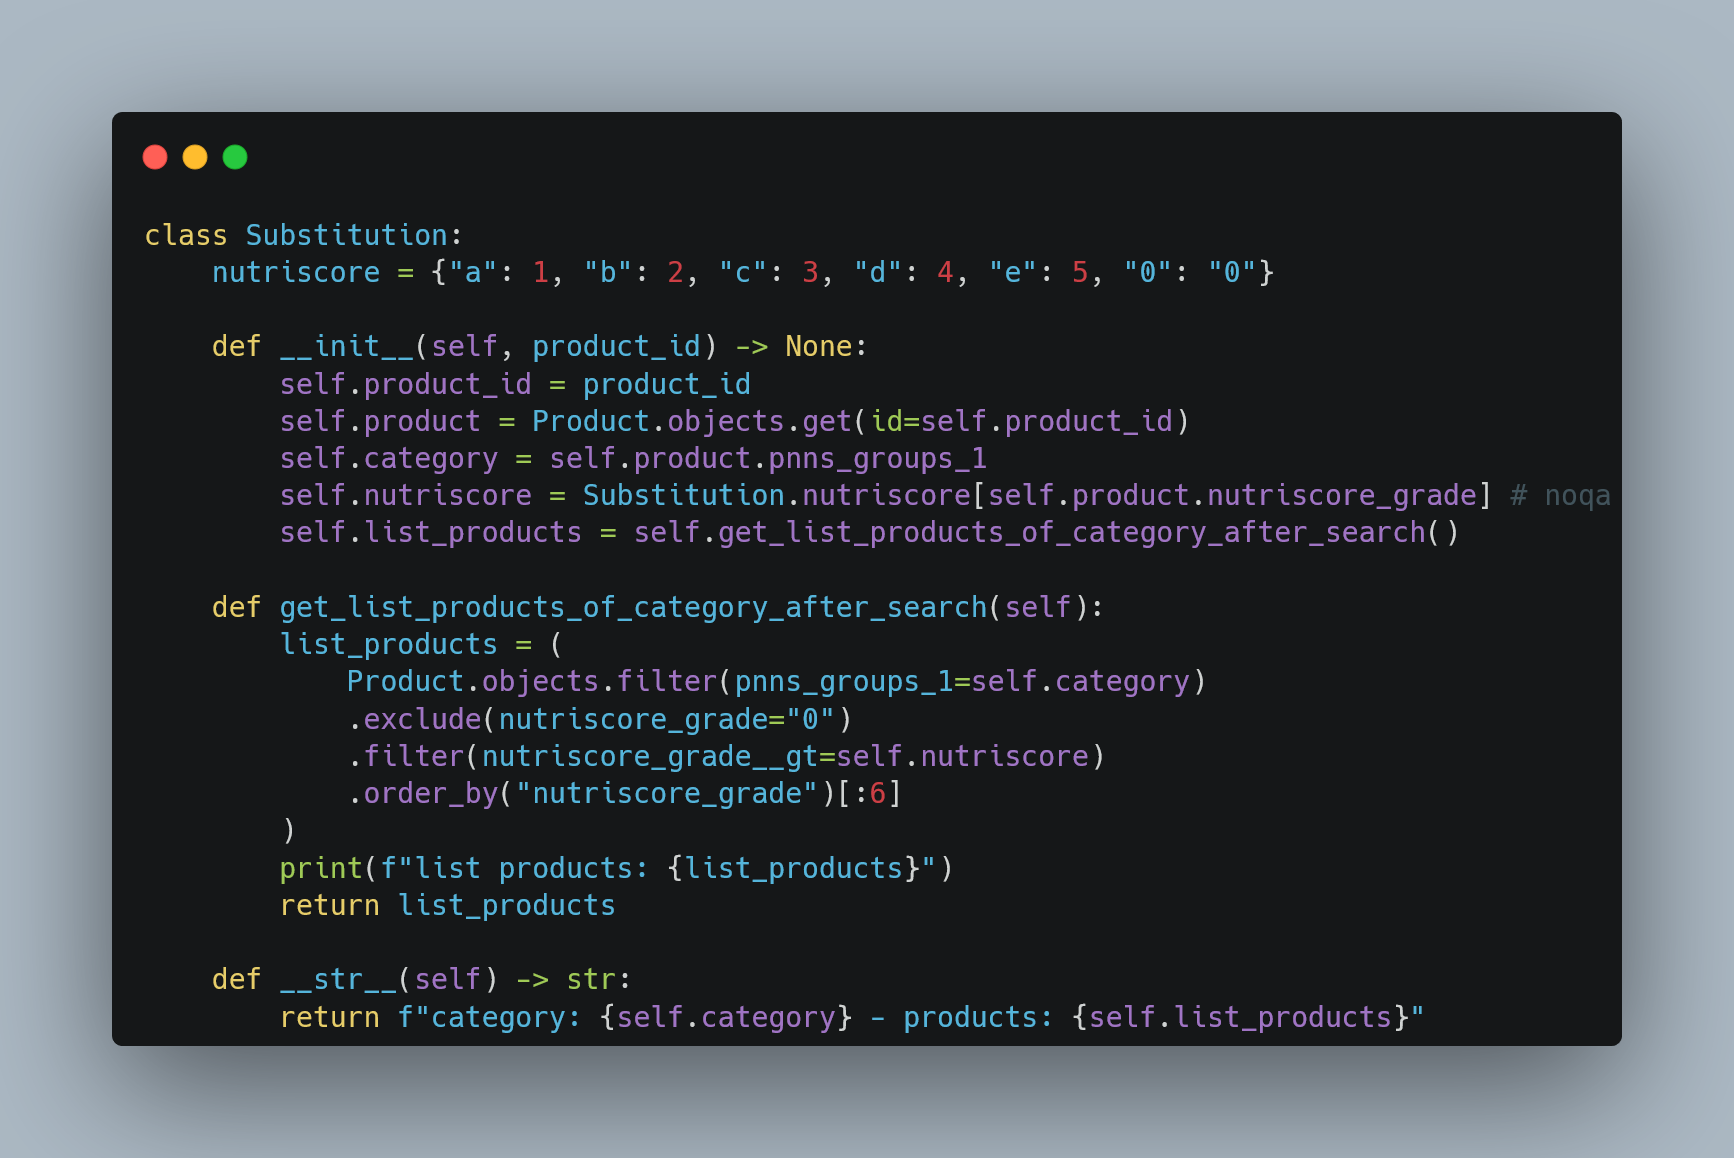 class Substitution:
    nutriscore = {"a": 1, "b": 2, "c": 3, "d": 4, "e": 5, "0": "0"}

    def __init__(self, product_id) -> None:
        self.product_id = product_id
        self.product = Product.objects.get(id=self.product_id)
        self.category = self.product.pnns_groups_1
        self.nutriscore = Substitution.nutriscore[self.product.nutriscore_grade] # noqa
        self.list_products = self.get_list_products_of_category_after_search()

    def get_list_products_of_category_after_search(self):
        list_products = (
            Product.objects.filter(pnns_groups_1=self.category)
            .exclude(nutriscore_grade="0")
            .filter(nutriscore_grade__gt=self.nutriscore)
            .order_by("nutriscore_grade")[:6]
        )
        print(f"list products: {list_products}")
        return list_products

    def __str__(self) -> str:
        return f"category: {self.category} - products: {self.list_products}"